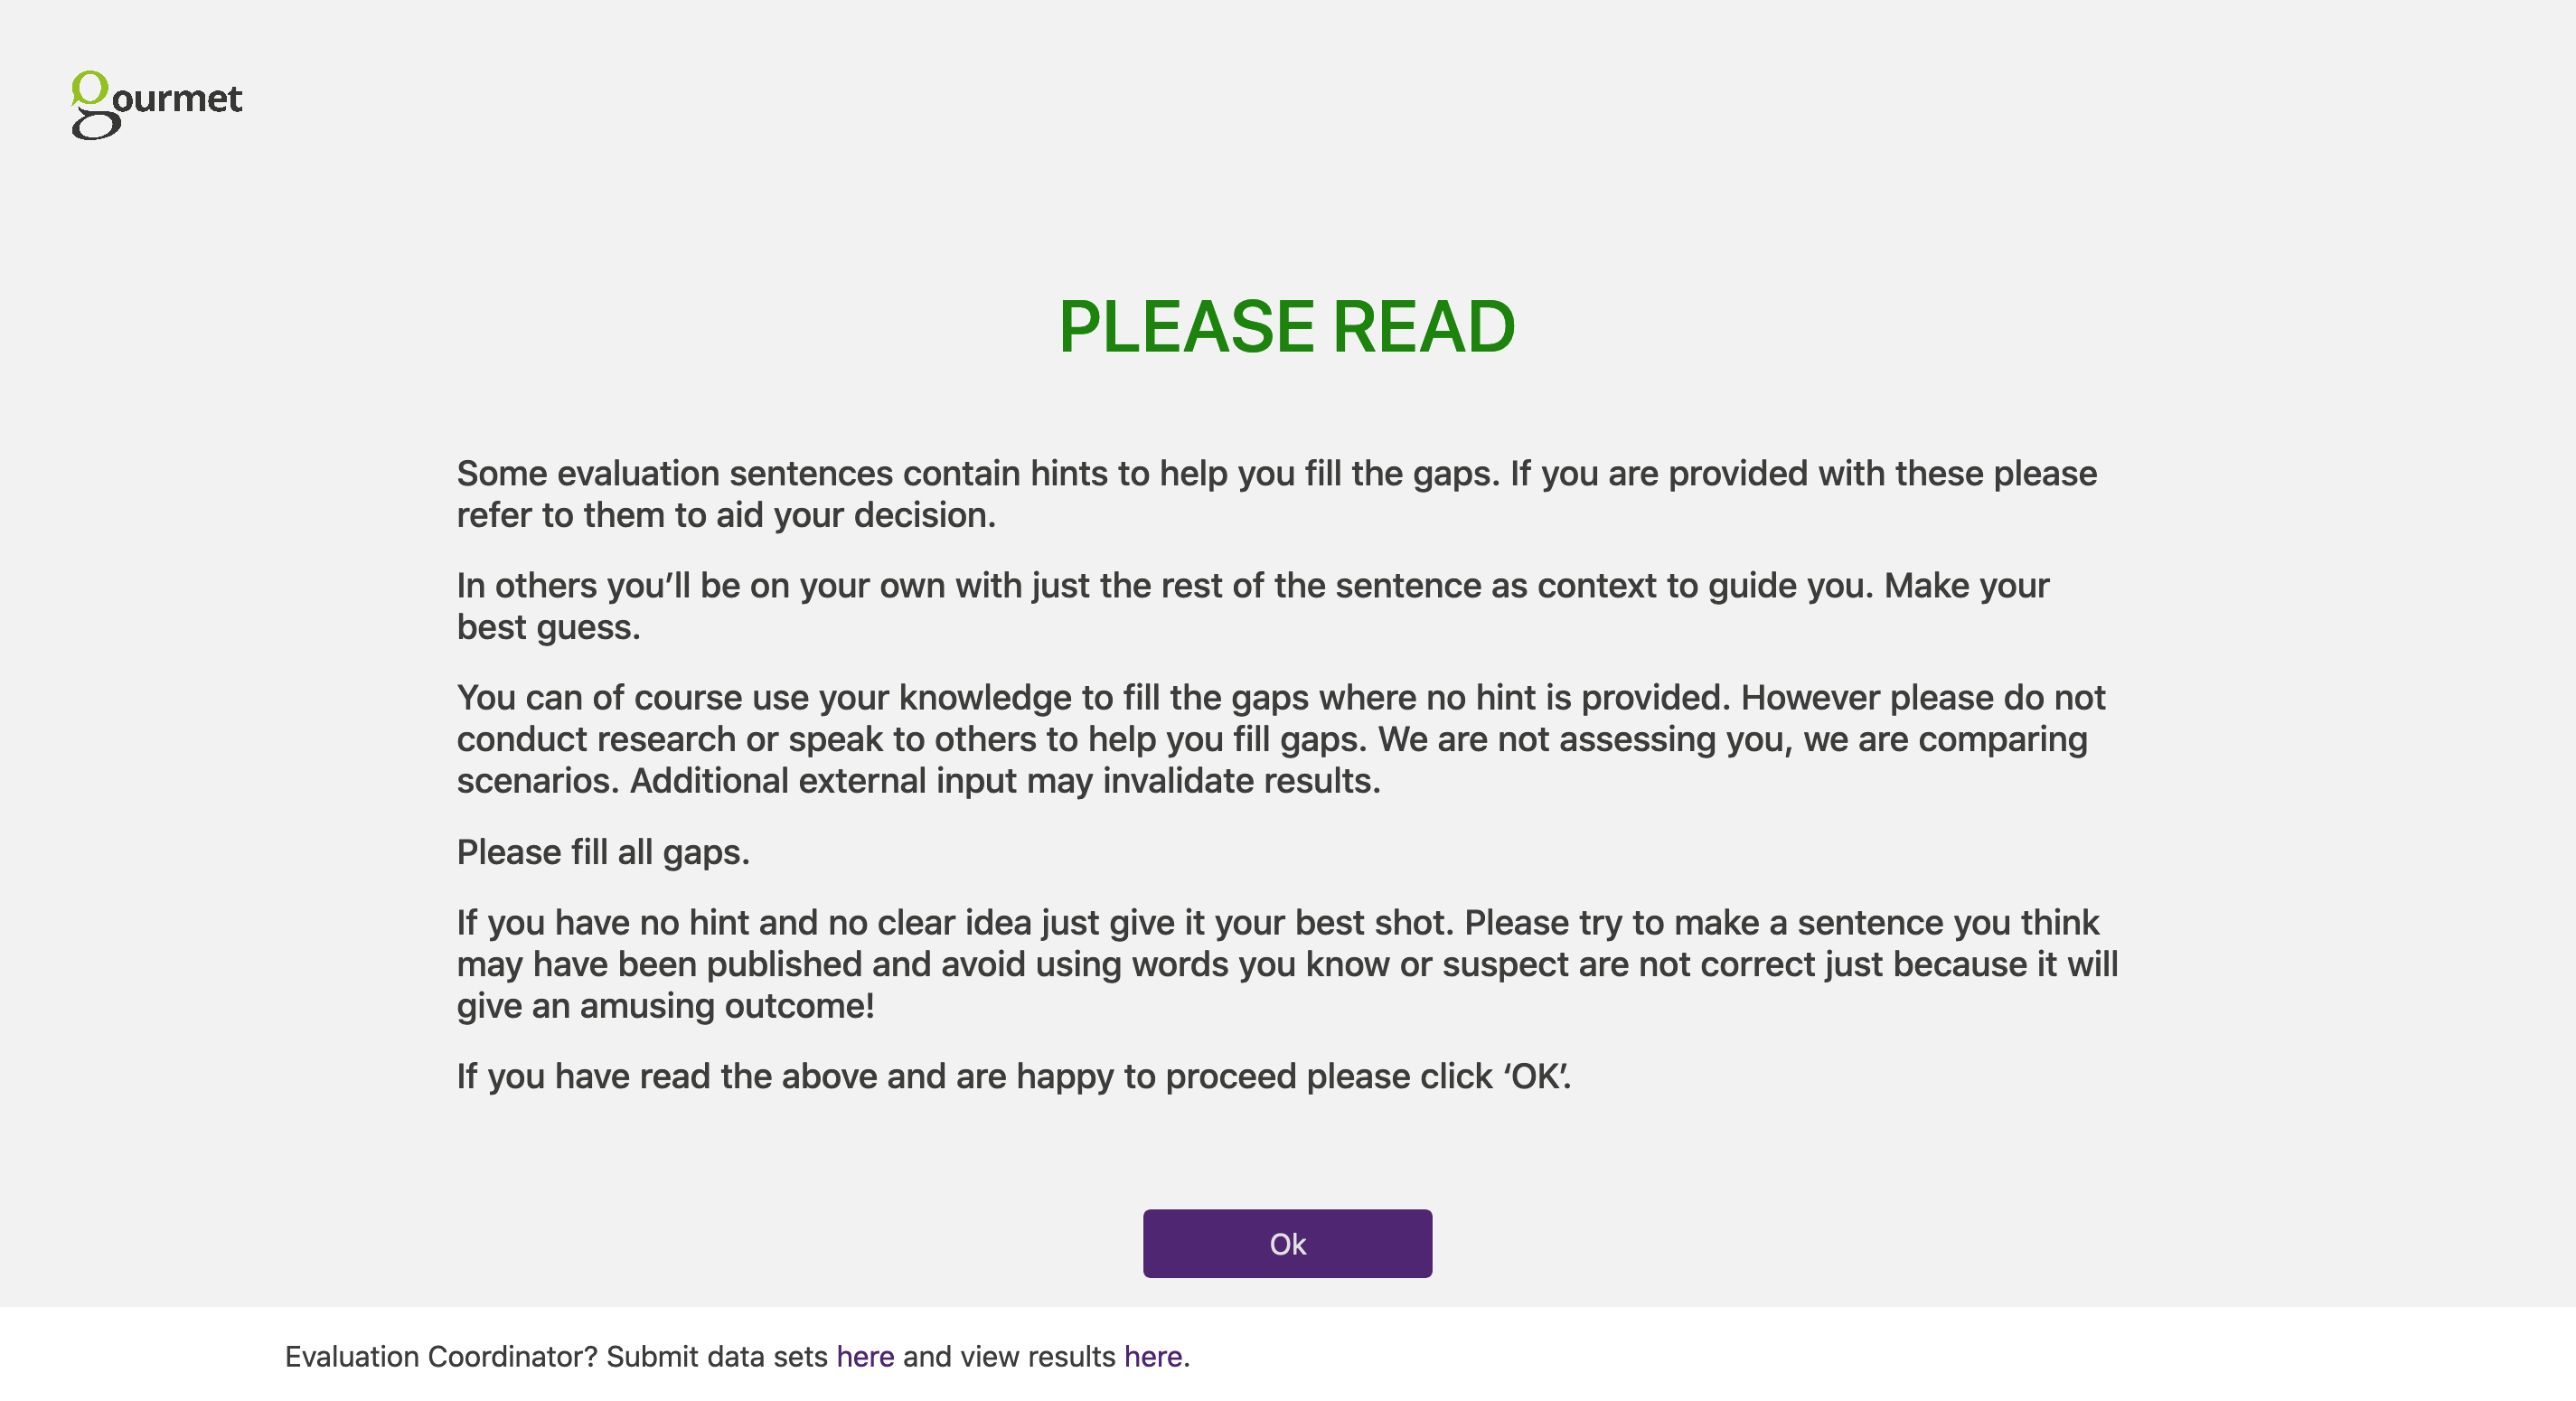 gourmet
PLEASE READ
Some evaluation sentences contain hints to help you fill the gaps. If you are provided with these please
refer to them to aid your decision.
In others you’ll be on your own with just the rest of the sentence as context to guide you. Make your
best guess.
You can of course use your knowledge to fill the gaps where no hint is provided. However please do not
conduct research or speak to others to help you fill gaps. We are not assessing you, we are comparing
scenarios. Additional external input may invalidate results.
Please fill all gaps.
If you have no hint and no clear idea just give it your best shot. Please try to make a sentence you think
may have been published and avoid using words you know or suspect are not correct just because it will
give an amusing outcome!
If you have read the above and are happy to proceed please click ‘OK’.
Ok
Evaluation Coordinator? Submit data sets here and view results here.